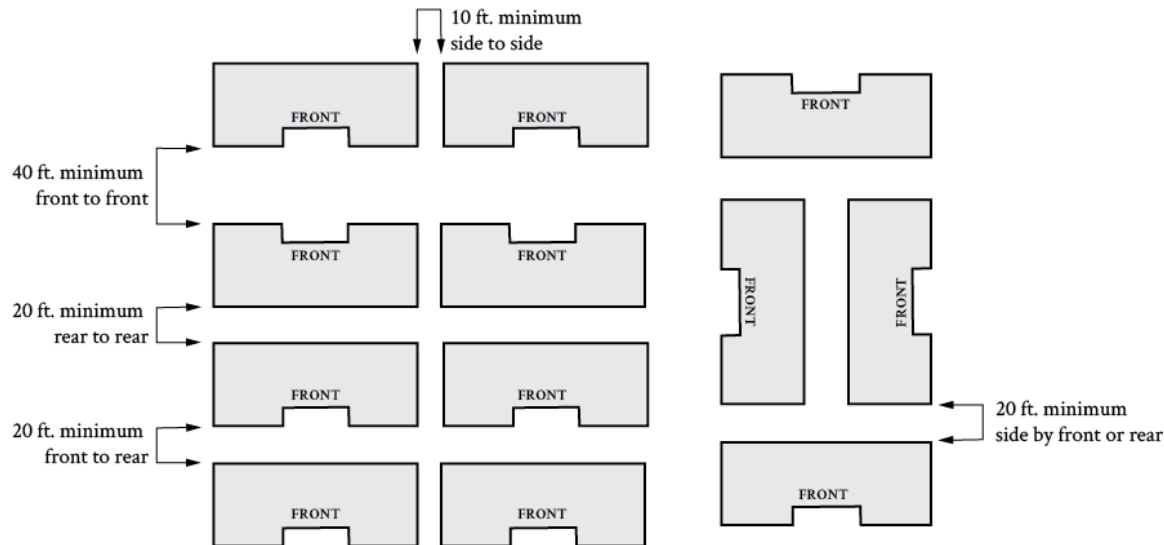 10 ft. minimum
side to side
FRONT
FRONT
FRONT
40 ft. minimum
front to front
FRONT
FRONT
FRONT
FRONT
20 ft. minimum
rear to rear
FRONT
FRONT
20 ft. minimum
side by front or rear
20 ft. minimum
front to rear
FRONT
FRONT
FRONT